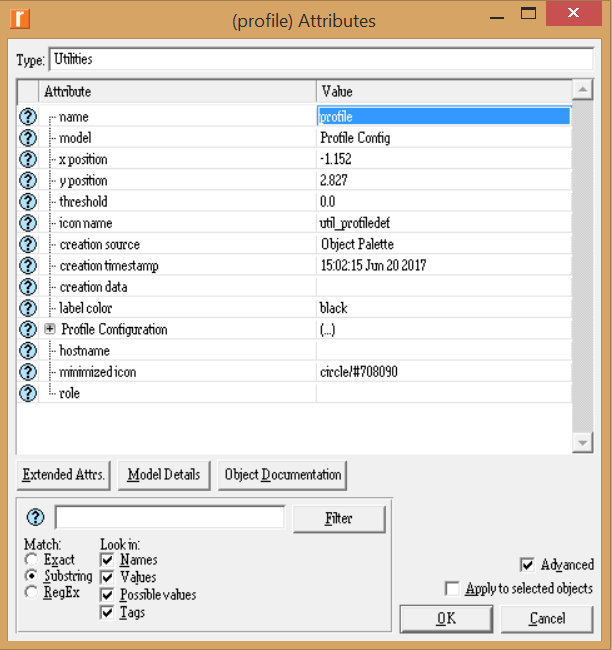 (profile) Attributes
Type: Utilities
Attribute Value
name profile
model Profile Config
x position -1.152
y position 2.827
threshold 0.0
icon name util_profiledef
creation source Object Palette
creation timestamp 15:02:15 Jun 20 2017
creation data
label color black
Profile Configuration (...)
hostname
minimized icon circle/#708090
role
Extended Attrs. Model Details Object Documentation
Filter
Match: Look in:
Exact Names
Substring Values
RegEx Possible values
Tags
Advanced
Apply to selected objects
OK Cancel